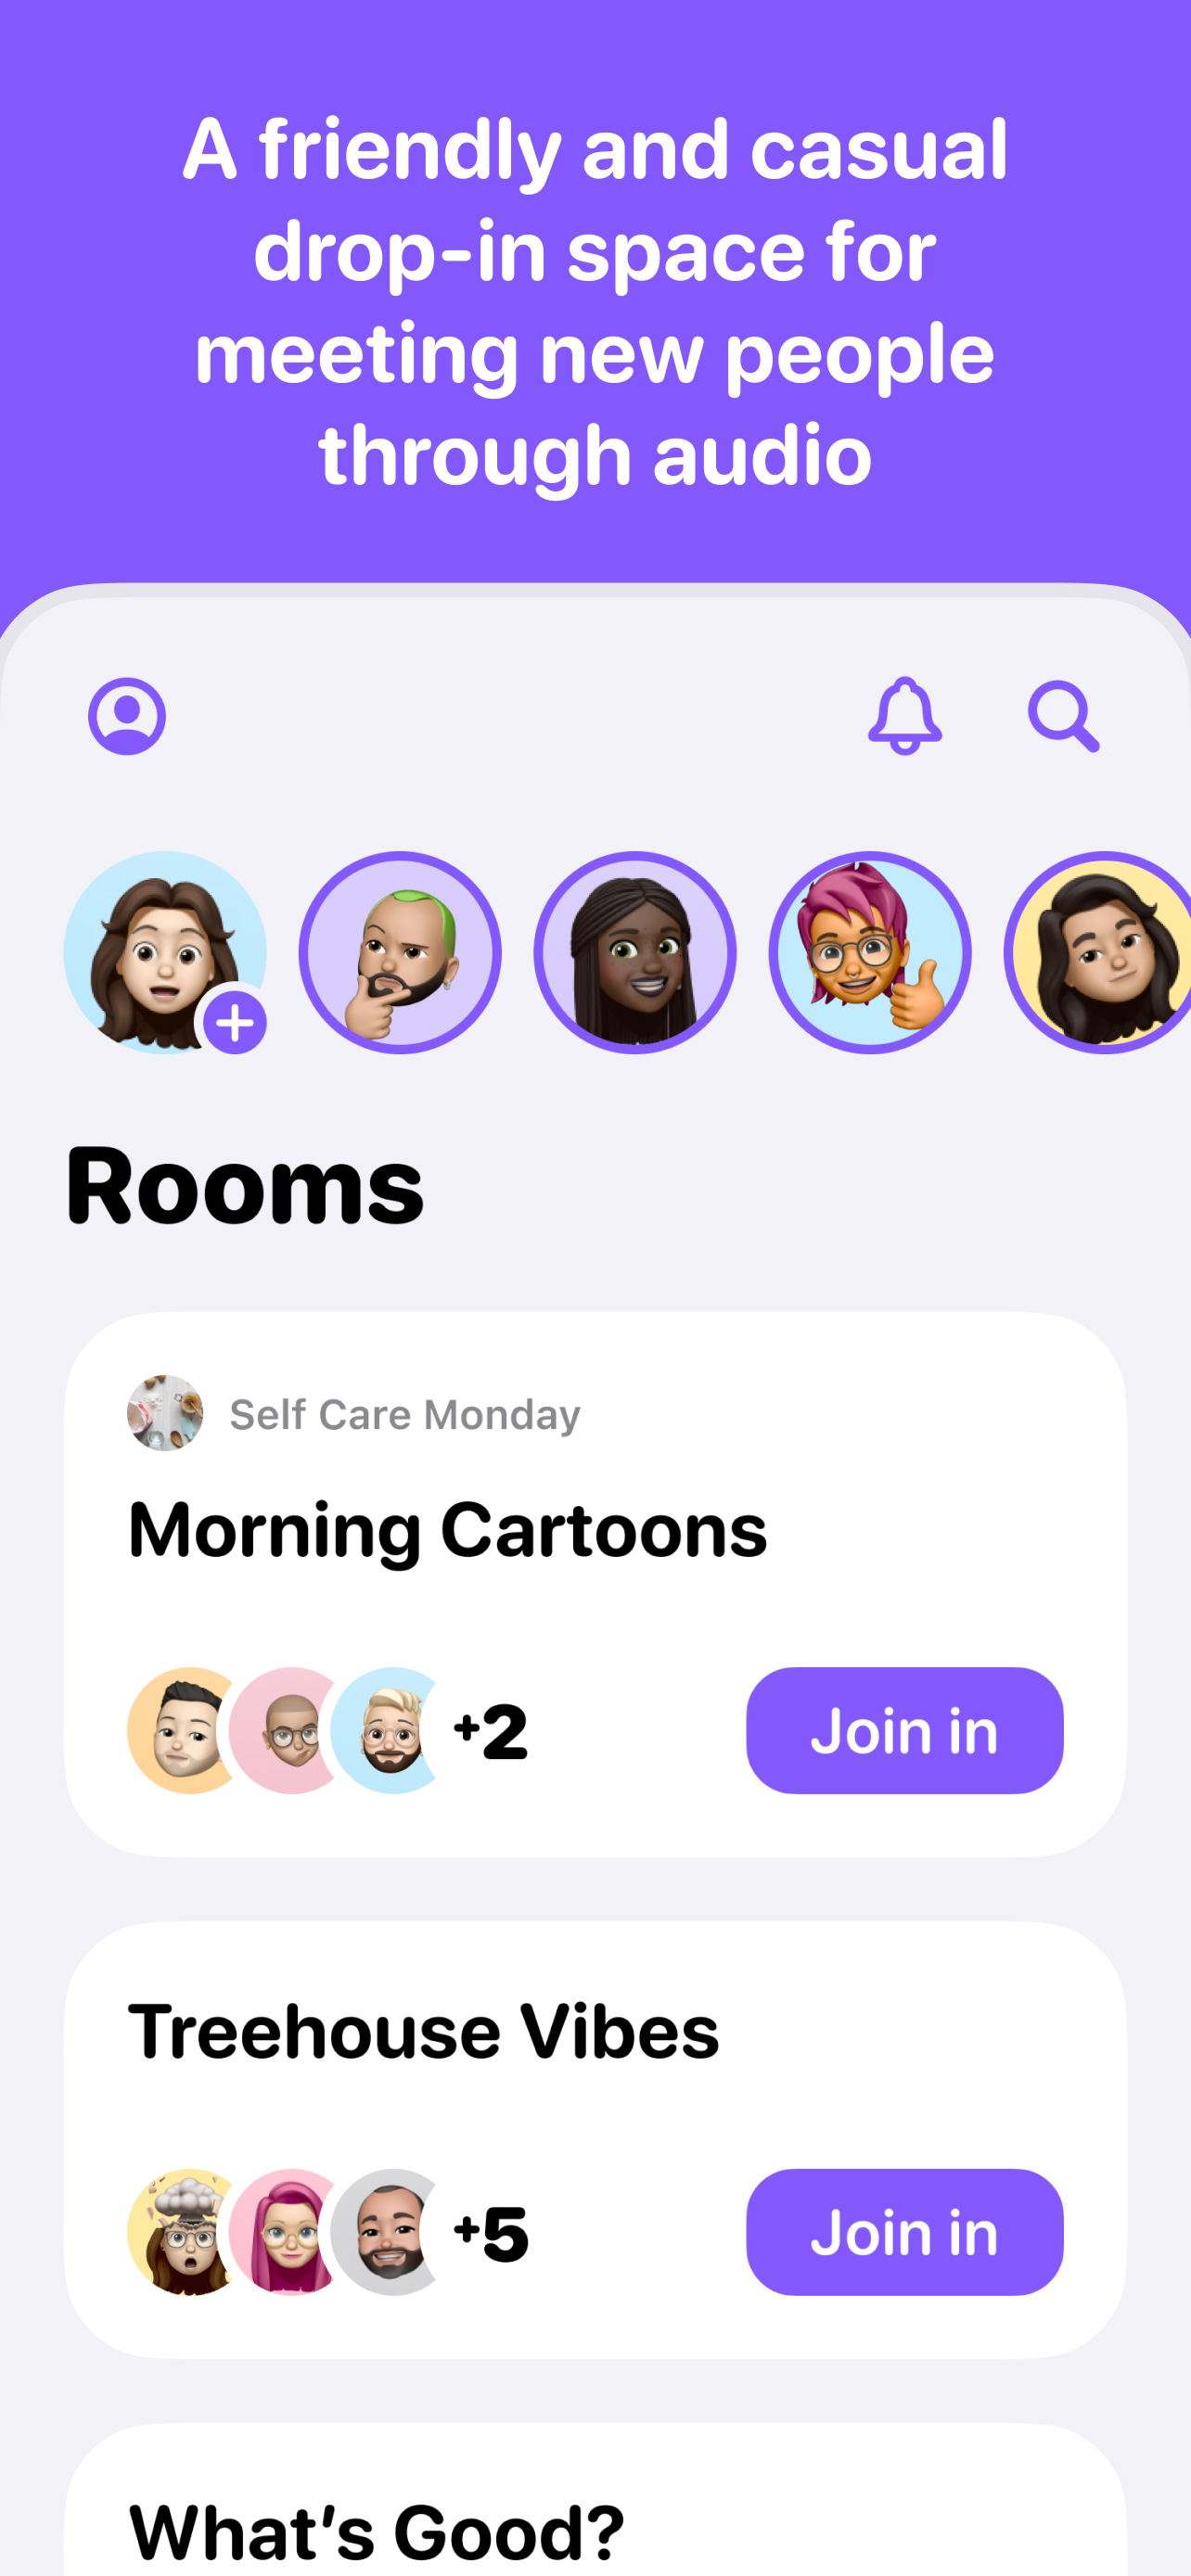 A friendly and casual
drop-in space for
meeting new people
through audio
Rooms
Self Care Monday
Morning Cartoons
+2
Join in
Treehouse Vibes
+5
Join in
What's Good?